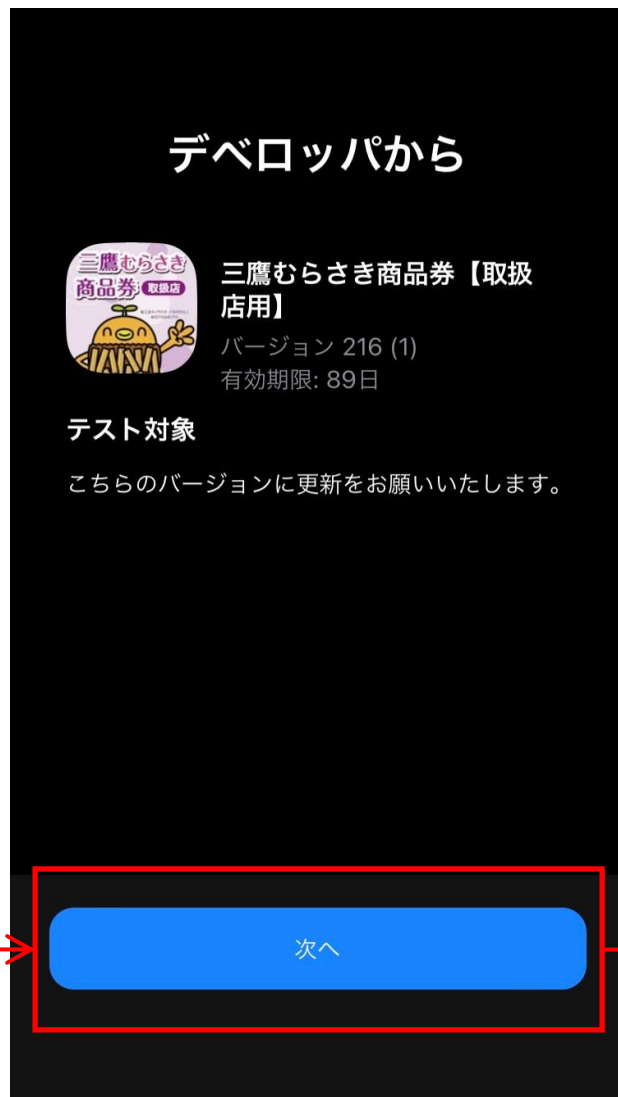 デベロッパから
三鷹むらさき
商品券 取扱店
三鷹むらさき商品券【取扱
店用】
バージョン 216 (1)
有効期限: 89日
テスト対象
こちらのバージョンに更新をお願いいたします。
次へ